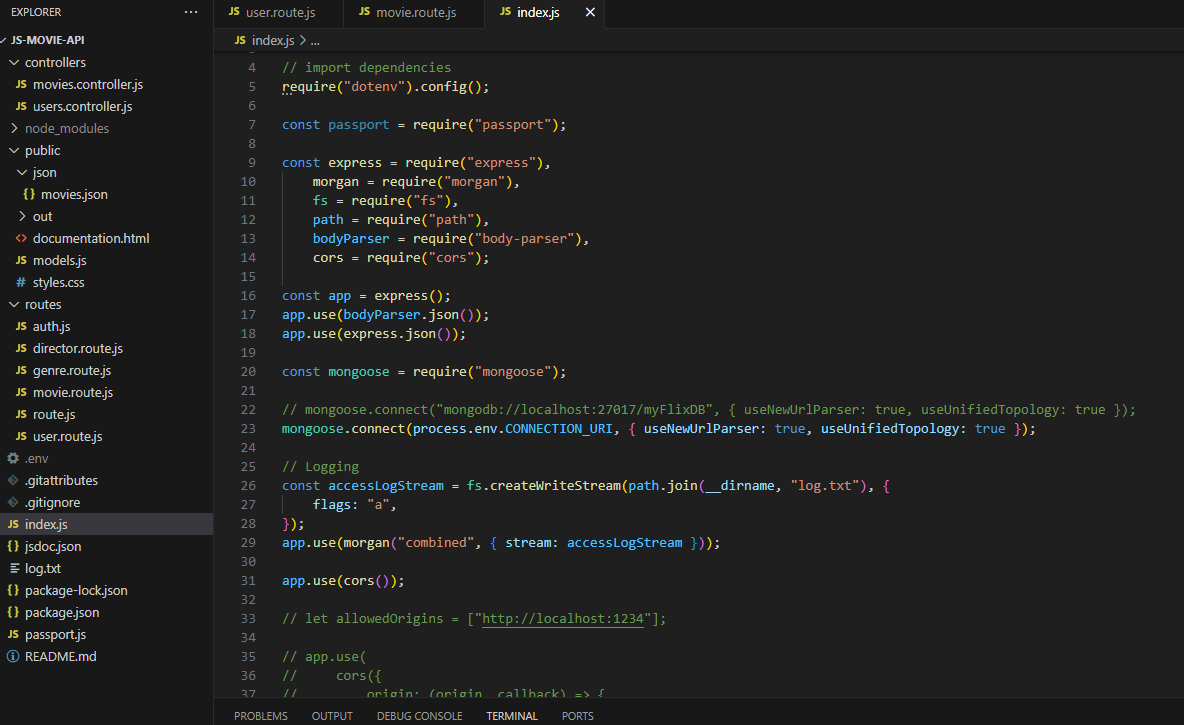 EXPLORER
···
JS user.route.js
JS movie.route.js
JS index.js
JS-MOVIE-API
controllers
JS movies.controller.js
JS users.controller.js
node_modules
public
json
{} movies.json
out
<> documentation.html
JS models.js
# styles.css
routes
JS auth.js
JS director.route.js
JS genre.route.js
JS movie.route.js
JS route.js
JS user.route.js
.env
.gitattributes
.gitignore
JS index.js
{} jsdoc.json
log.txt
{} package-lock.json
{} package.json
JS passport.js
README.md
JS index.js > ...
4 // import dependencies
5 require("dotenv").config();
6
7 const passport = require("passport");
8
9 const express = require("express"),
10 morgan = require("morgan"),
11 fs = require("fs"),
12 path = require("path"),
13 bodyParser = require("body-parser"),
14 cors = require("cors");
15
16 const app = express();
17 app.use(bodyParser.json());
18 app.use(express.json());
19
20 const mongoose = require("mongoose");
21
22 // mongoose.connect("mongodb://localhost:27017/myFlixDB", { useNewUrlParser: true, useUnifiedTopology: true });
23 mongoose.connect(process.env.CONNECTION_URI, { useNewUrlParser: true, useUnifiedTopology: true });
24
25 // Logging
26 const accessLogStream = fs.createWriteStream(path.join(__dirname, "log.txt"), {
27 flags: "a",
28 });
29 app.use(morgan("combined", { stream: accessLogStream }));
30
31 app.use(cors());
32
33 // let allowedOrigins = ["http://localhost:1234"];
34
35 // app.use(
36 // cors({
37 // origin: (origin, callback) => {
PROBLEMS
OUTPUT
DEBUG CONSOLE
TERMINAL
PORTS